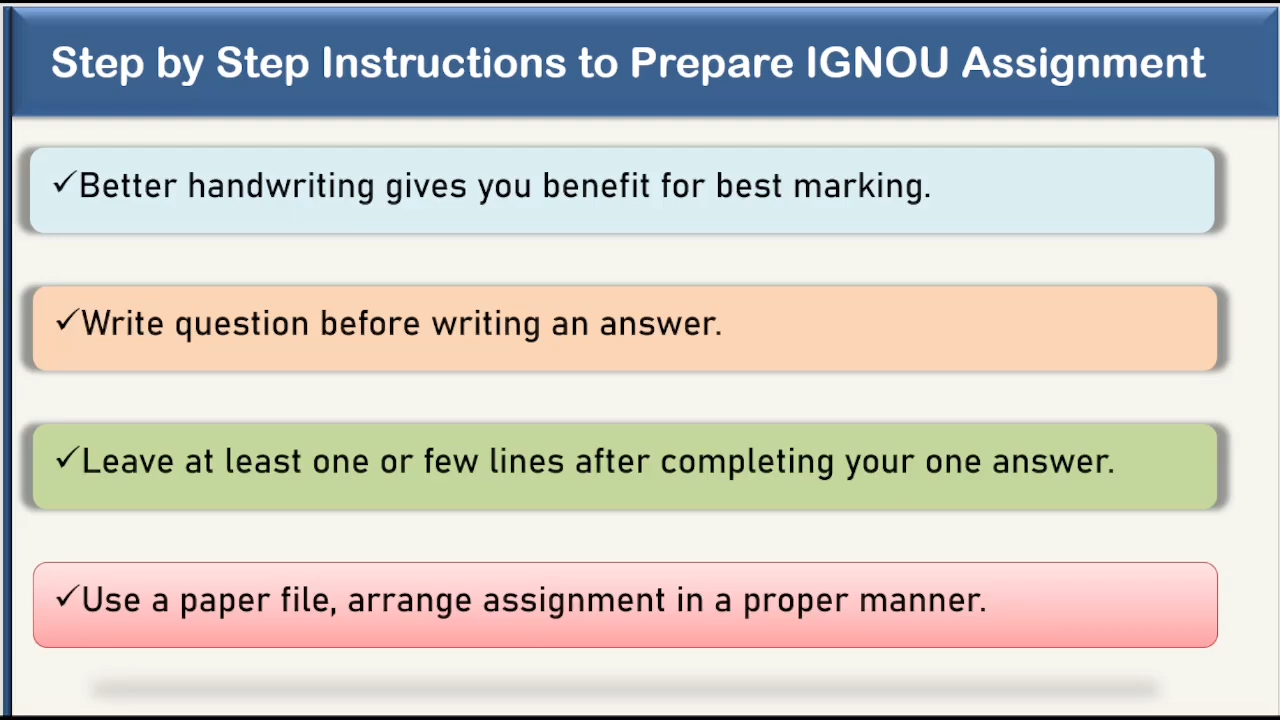 Step by Step Instructions to Prepare IGNOU Assignment
✓Better handwriting gives you benefit for best marking.
✓Write question before writing an answer.
✓Leave at least one or few lines after completing your one answer.
✓Use a paper file, arrange assignment in a proper manner.